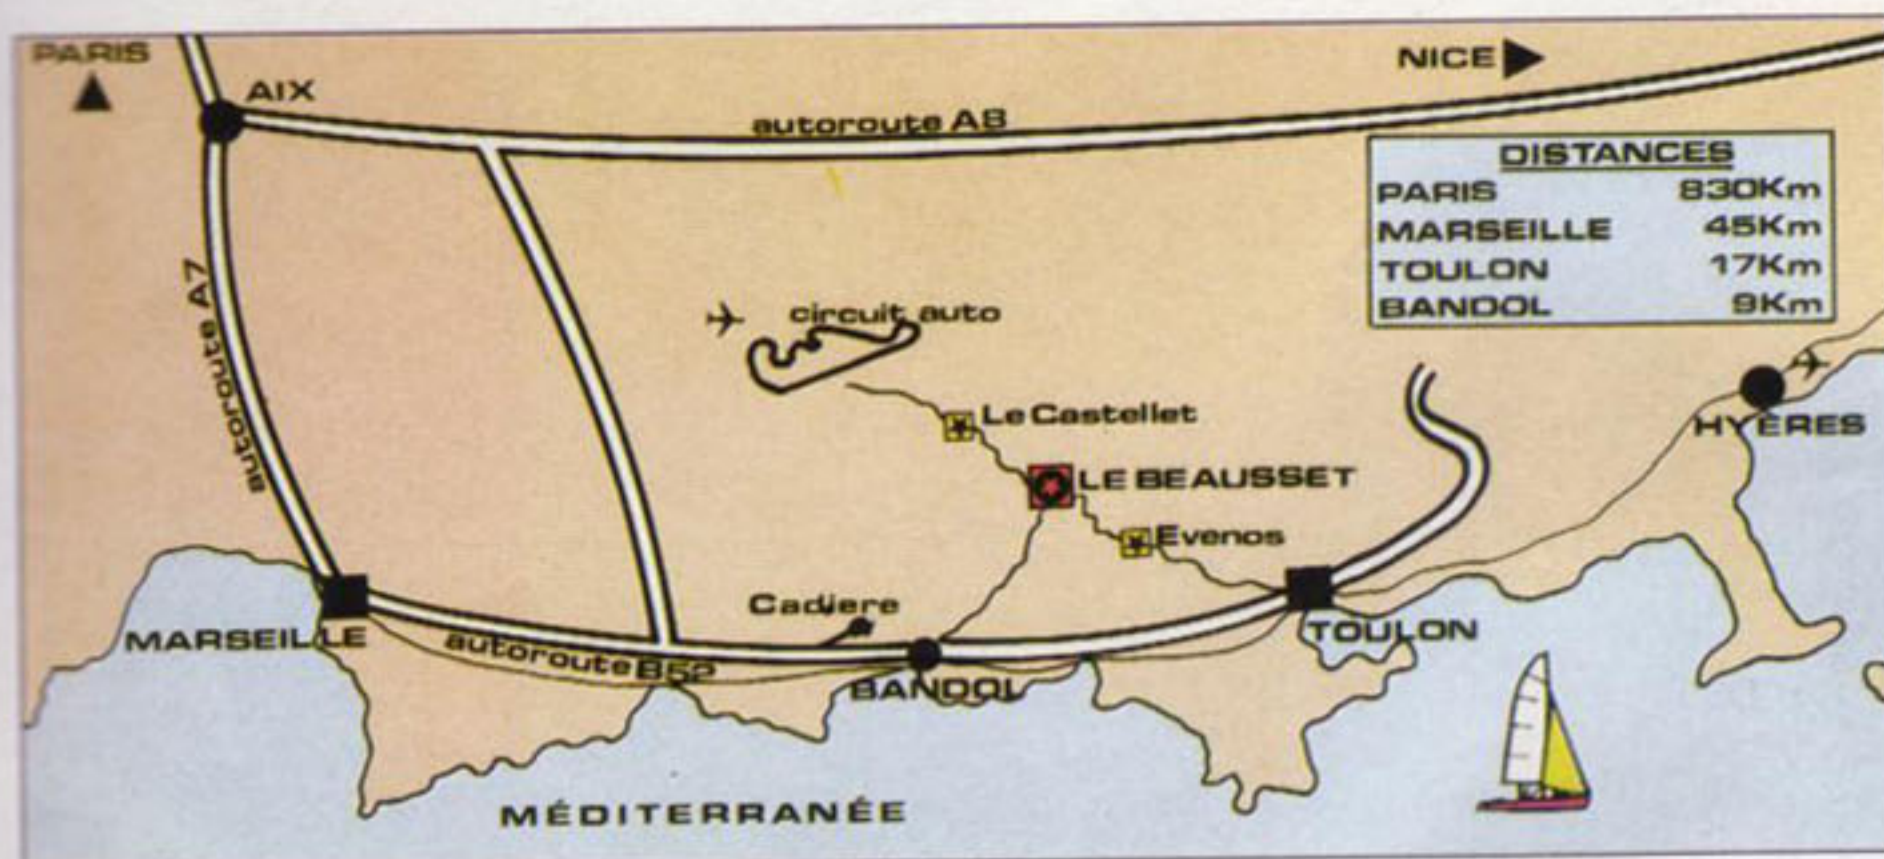 PARIS
AIX
NICE
autoroute A8
DISTANCES
PARIS 830Km
MARSEILLE 45Km
TOULON 17Km
BANDOL 9Km
autoroute A7
circuit auto
Le Castellet
HYÈRES
LE BEAUSSET
Evenos
Cadiere
MARSEILLE
autoroute B52
TOULON
BANDOL
MÉDITERRANÉE